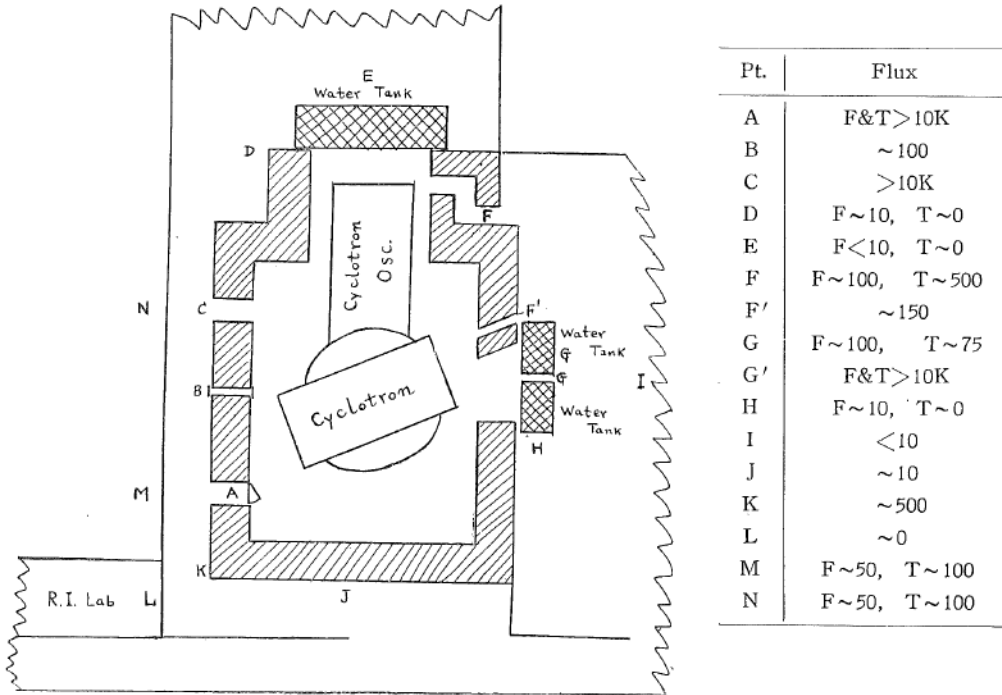 E
Water Tank
D
F
Cyclotron
Osc.
N
C
F'
Water
Tank
G
B
G
I
Cyclotron
Water
Tank
H
M
A
K
J
R.I. Lab
L
Pt. Flux
A F&T>10K
B ~100
C >10K
D F~10, T~0
E F<10, T~0
F F~100, T~500
F' ~150
G F~100, T~75
G' F&T>10K
H F~10, T~0
I <10
J ~10
K ~500
L ~0
M F~50, T~100
N F~50, T~100